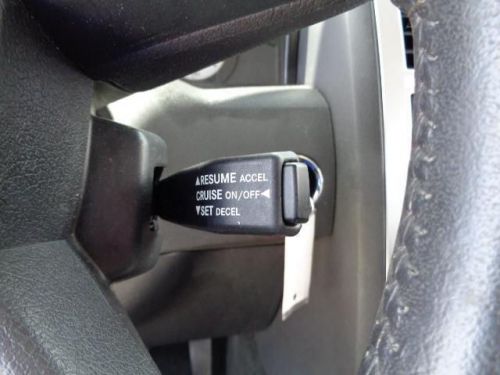 ▲RESUME ACCEL
CRUISE ON/OFF◄
▼SET DECEL